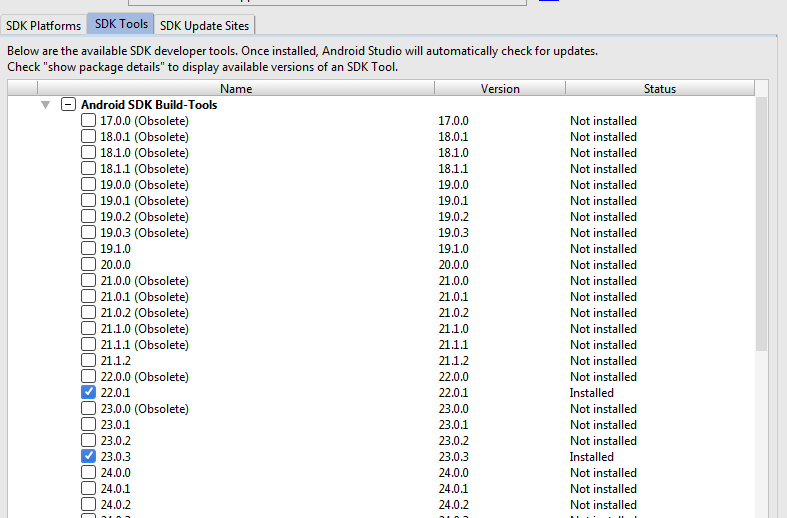 SDK Platforms SDK Tools SDK Update Sites
Below are the available SDK developer tools. Once installed, Android Studio will automatically check for updates.
Check "show package details" to display available versions of an SDK Tool.
Name Version Status
Android SDK Build-Tools
17.0.0 (Obsolete) 17.0.0 Not installed
18.0.1 (Obsolete) 18.0.1 Not installed
18.1.0 (Obsolete) 18.1.0 Not installed
18.1.1 (Obsolete) 18.1.1 Not installed
19.0.0 (Obsolete) 19.0.0 Not installed
19.0.1 (Obsolete) 19.0.1 Not installed
19.0.2 (Obsolete) 19.0.2 Not installed
19.0.3 (Obsolete) 19.0.3 Not installed
19.1.0 19.1.0 Not installed
20.0.0 20.0.0 Not installed
21.0.0 (Obsolete) 21.0.0 Not installed
21.0.1 (Obsolete) 21.0.1 Not installed
21.0.2 (Obsolete) 21.0.2 Not installed
21.1.0 (Obsolete) 21.1.0 Not installed
21.1.1 (Obsolete) 21.1.1 Not installed
21.1.2 21.1.2 Not installed
22.0.0 (Obsolete) 22.0.0 Not installed
22.0.1 22.0.1 Installed
23.0.0 (Obsolete) 23.0.0 Not installed
23.0.1 23.0.1 Not installed
23.0.2 23.0.2 Not installed
23.0.3 23.0.3 Installed
24.0.0 24.0.0 Not installed
24.0.1 24.0.1 Not installed
24.0.2 24.0.2 Not installed